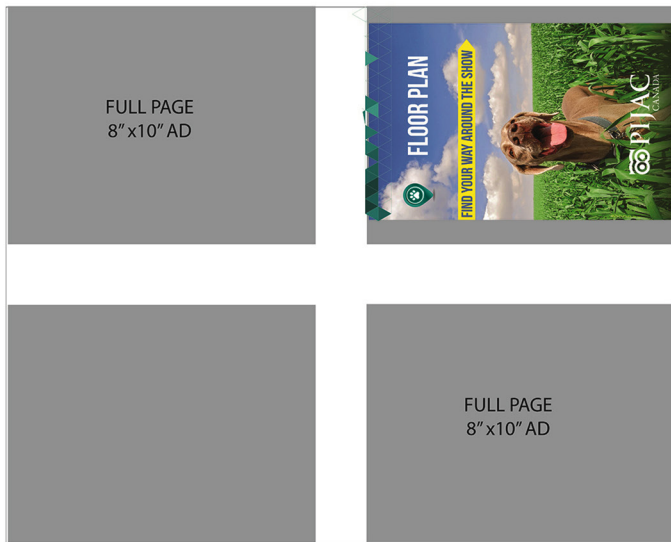 FULL PAGE
8" x10" AD
FLOOR PLAN
FIND YOUR WAY AROUND THE SHOW
PIJAC
CANADA
FULL PAGE
8" x10" AD